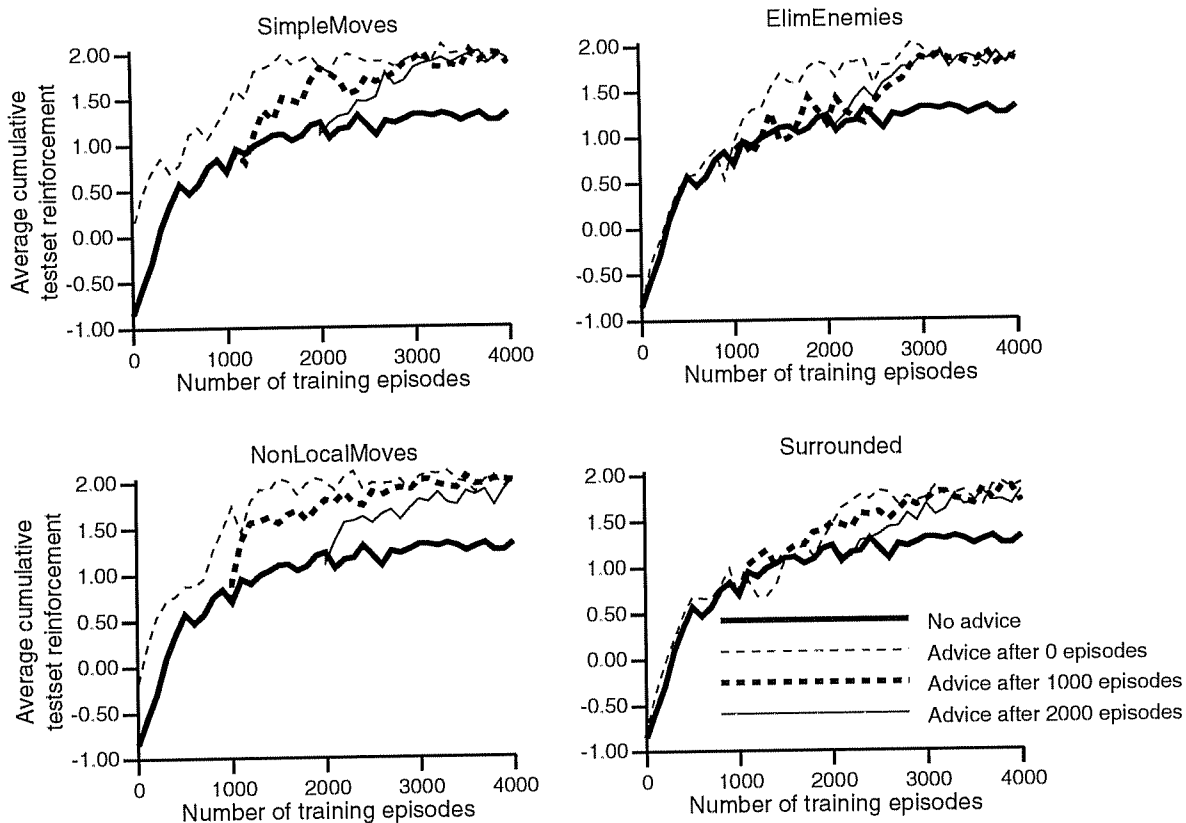 SimpleMoves
Average cumulative
testset reinforcement
2.00
1.50
1.00
0.50
0.00
-0.50
-1.00
0 1000 2000 3000 4000
Number of training episodes
ElimEnemies
2.00
1.50
1.00
0.50
0.00
-0.50
-1.00
0 1000 2000 3000 4000
Number of training episodes
NonLocalMoves
Average cumulative
testset reinforcement
2.00
1.50
1.00
0.50
0.00
-0.50
-1.00
0 1000 2000 3000 4000
Number of training episodes
Surrounded
2.00
1.50
1.00
0.50
0.00
-0.50
-1.00
No advice
Advice after 0 episodes
Advice after 1000 episodes
Advice after 2000 episodes
0 1000 2000 3000 4000
Number of training episodes